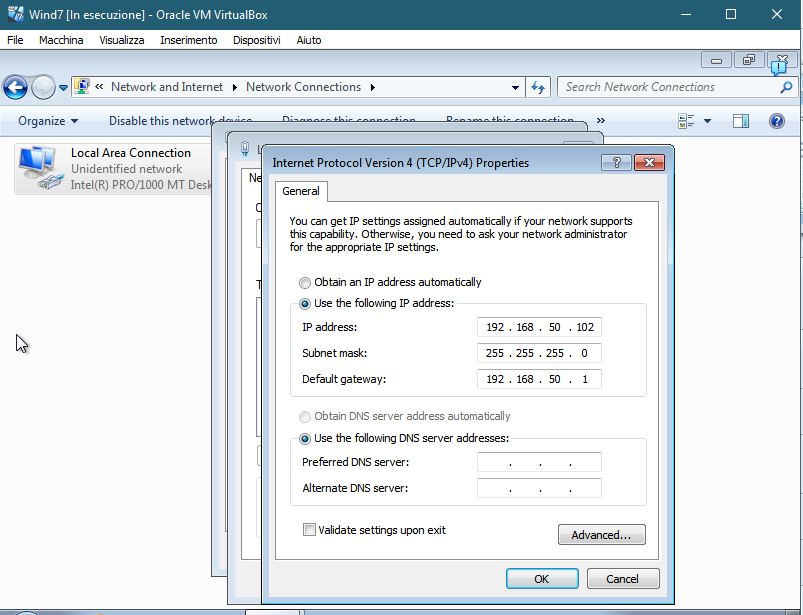 Wind7 [In esecuzione] - Oracle VM VirtualBox
File Macchina Visualizza Inserimento Dispositivi Aiuto
« Network and Internet Network Connections
Search Network Connections
Organize Disable this network device Diagnose this connection Rename this connection »
Local Area Connection
Unidentified network
Intel(R) PRO/1000 MT Desk
L
Ne
Internet Protocol Version 4 (TCP/IPv4) Properties
General
You can get IP settings assigned automatically if your network supports
this capability. Otherwise, you need to ask your network administrator
for the appropriate IP settings.
Obtain an IP address automatically
Use the following IP address:
IP address: 192 . 168 . 50 . 102
Subnet mask: 255 . 255 . 255 . 0
Default gateway: 192 . 168 . 50 . 1
Obtain DNS server address automatically
Use the following DNS server addresses:
Preferred DNS server: . . .
Alternate DNS server: . . .
Validate settings upon exit
Advanced...
OK Cancel